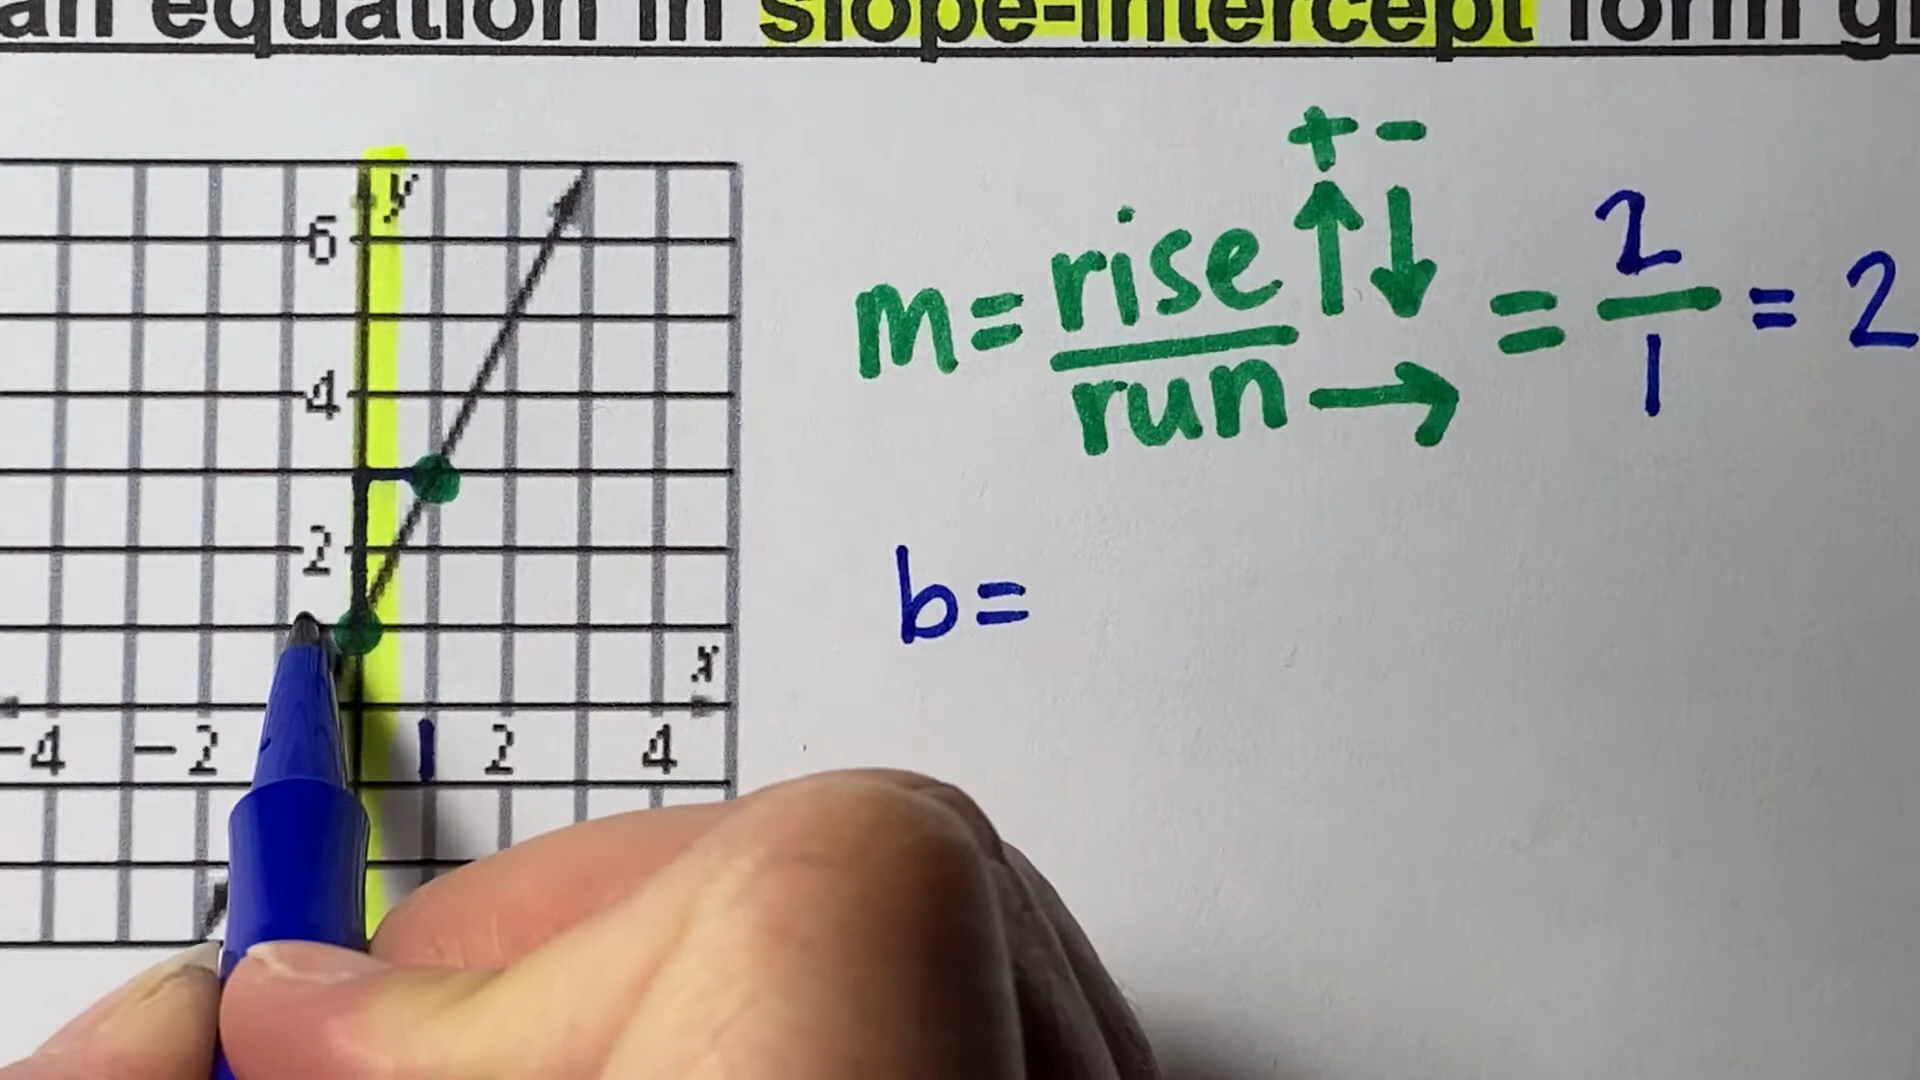 an equation in slope-intercept form gi
y
6
4
2
x
-4 -2 1 2 4
+ -
m = rise/run = 2/1 = 2
b =